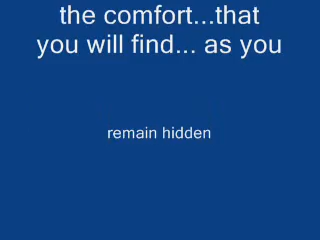 the comfort...that
you will find... as you
remain hidden